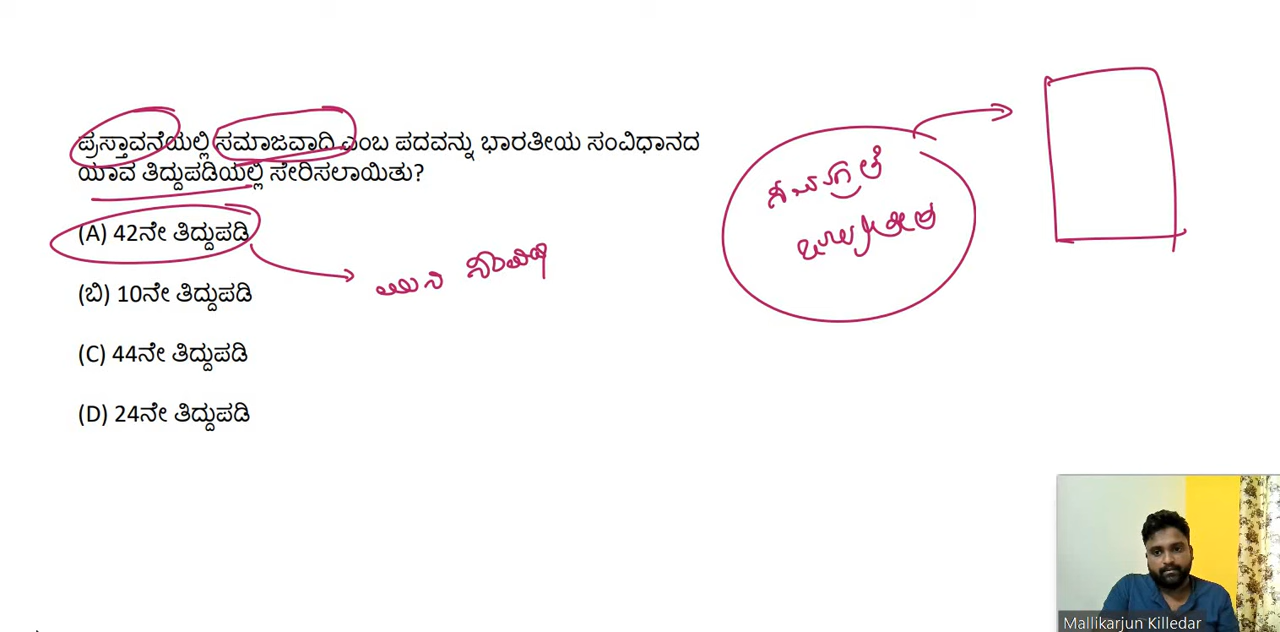 ಪ್ರಸ್ತಾವನೆಯಲ್ಲಿ ಸಮಾಜವಾದಿ ಎಂಬ ಪದವನ್ನು ಭಾರತೀಯ ಸಂವಿಧಾನದ
ಯಾವ ತಿದ್ದುಪಡಿಯಲ್ಲಿ ಸೇರಿಸಲಾಯಿತು?
(A) 42ನೇ ತಿದ್ದುಪಡಿ
(ಬಿ) 10ನೇ ತಿದ್ದುಪಡಿ
(C) 44ನೇ ತಿದ್ದುಪಡಿ
(D) 24ನೇ ತಿದ್ದುಪಡಿ
Mallikarjun Killedar